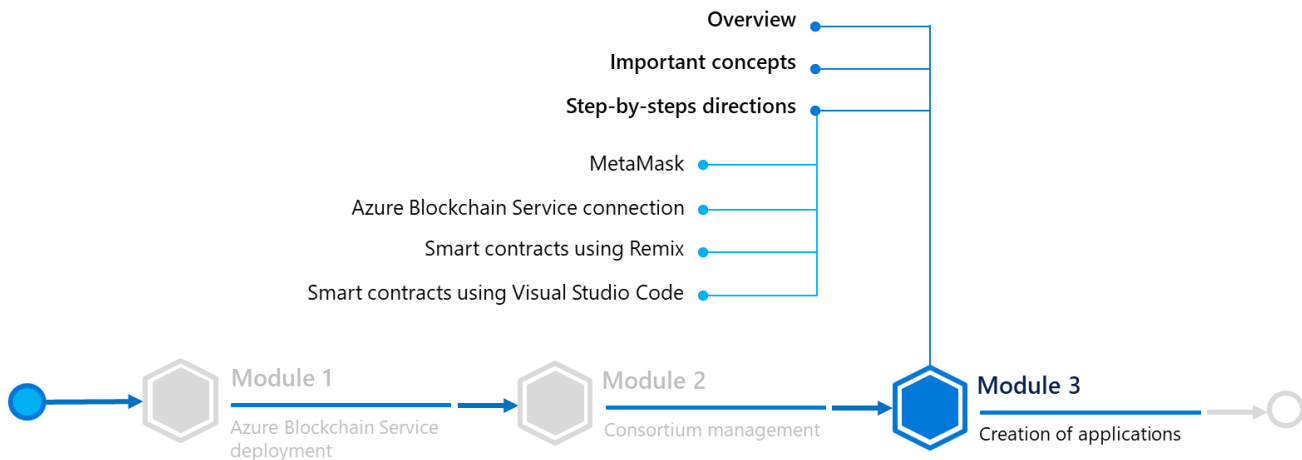 Overview
Important concepts
Step-by-steps directions
MetaMask
Azure Blockchain Service connection
Smart contracts using Remix
Smart contracts using Visual Studio Code
Module 1
Azure Blockchain Service
deployment
Module 2
Consortium management
Module 3
Creation of applications